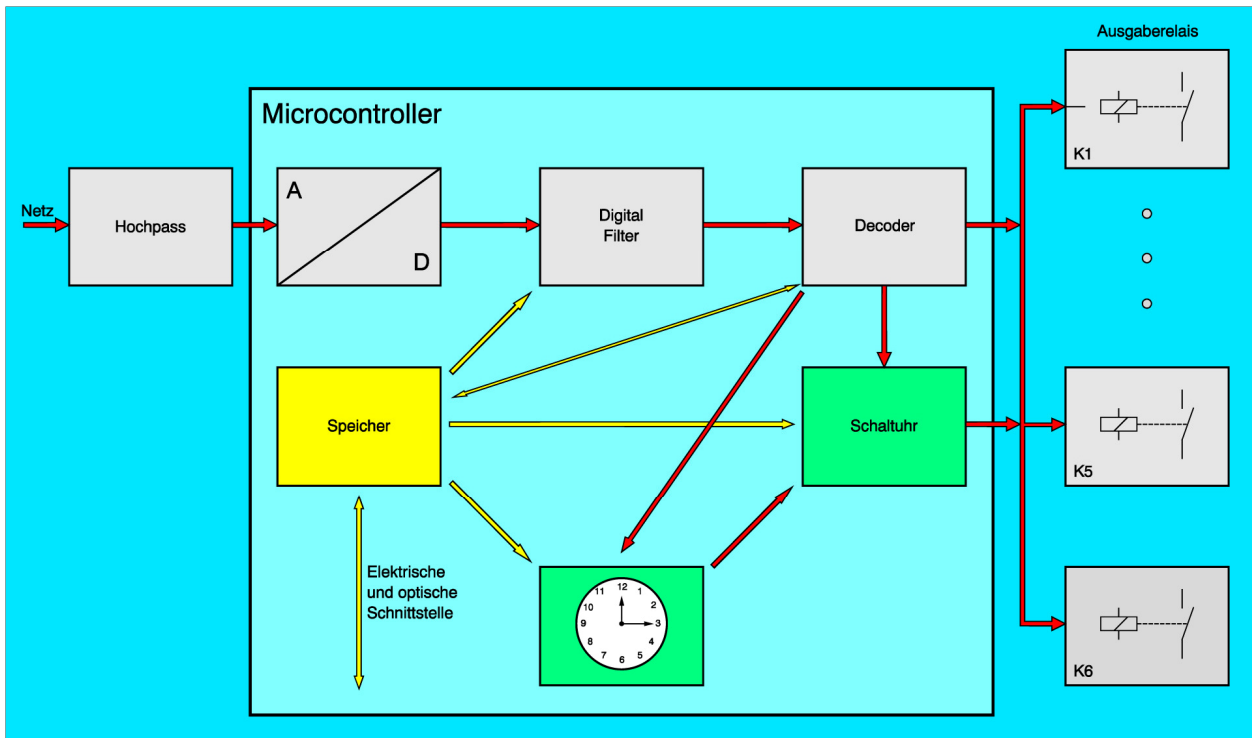 Ausgaberelais
Microcontroller
K1
Netz
Hochpass
A
D
Digital
Filter
Decoder
Speicher
Schaltuhr
K5
Elektrische
und optische
Schnittstelle
12
11
1
10
2
9
3
8
4
7
5
6
K6